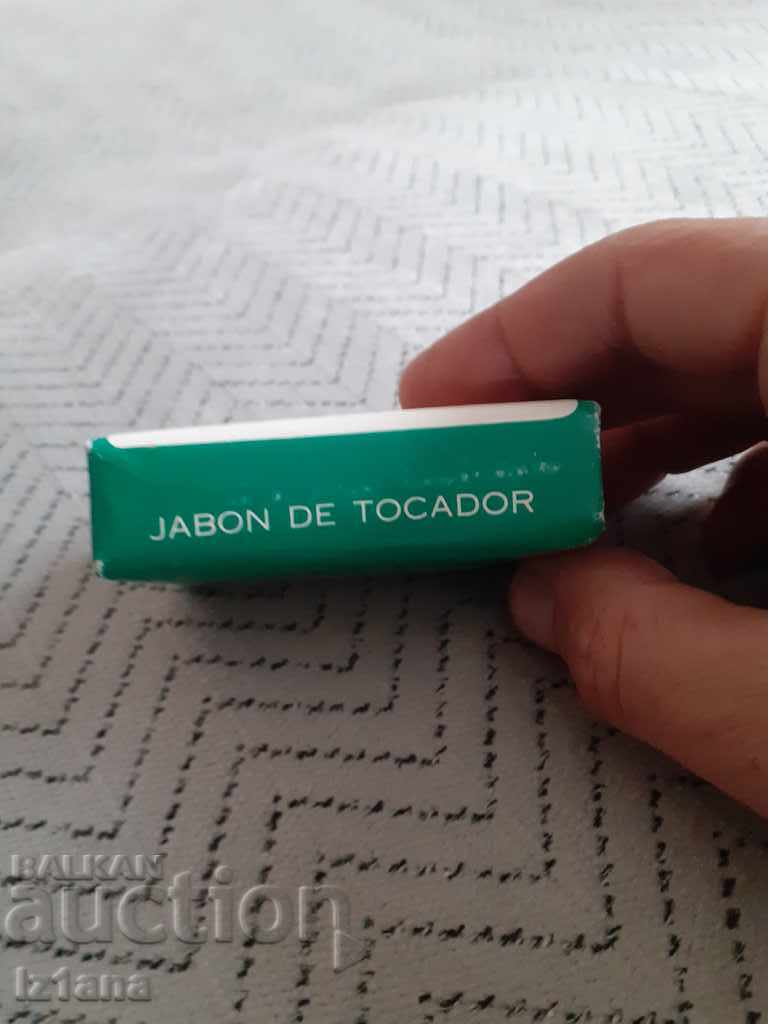 JABON DE TOCADOR
BALKAN
auction
Iz1ana